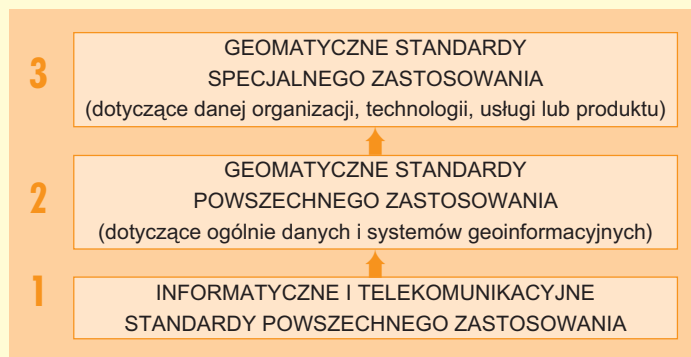 3
GEOMATYCZNE STANDARDY
SPECJALNEGO ZASTOSOWANIA
(dotyczące danej organizacji, technologii, usługi lub produktu)
2
GEOMATYCZNE STANDARDY
POWSZECHNEGO ZASTOSOWANIA
(dotyczące ogólnie danych i systemów geoinformacyjnych)
1
INFORMATYCZNE I TELEKOMUNIKACYJNE
STANDARDY POWSZECHNEGO ZASTOSOWANIA